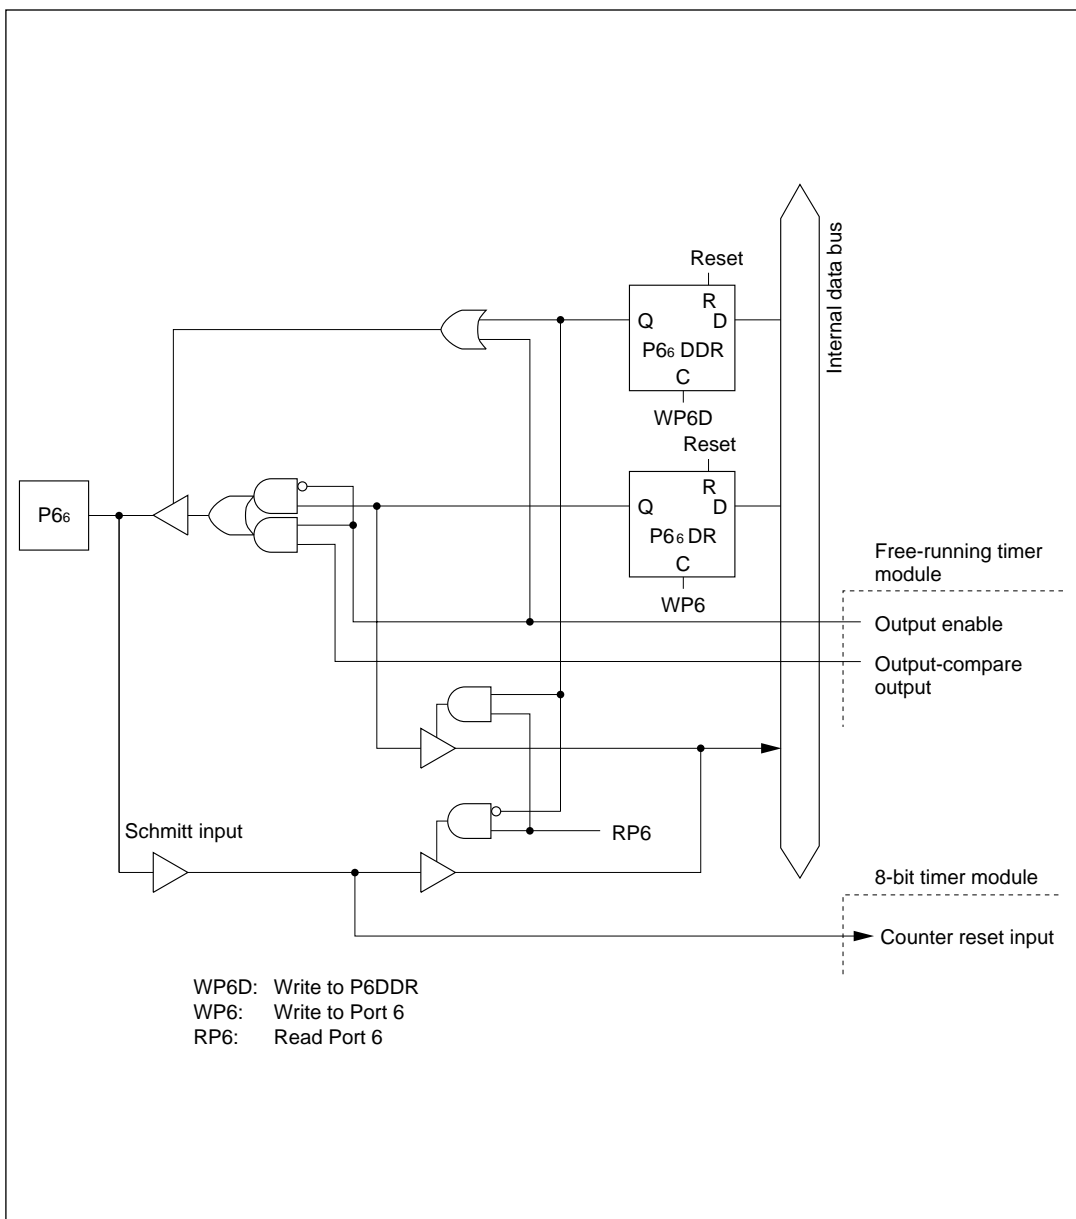 Reset
R
Q D
P6₆ DDR
C
WP6D
Internal data bus
Reset
R
Q D
P6₆ DR
C
WP6
P6₆
Free-running timer
module
Output enable
Output-compare
output
Schmitt input
RP6
8-bit timer module
Counter reset input
WP6D: Write to P6DDR
WP6: Write to Port 6
RP6: Read Port 6